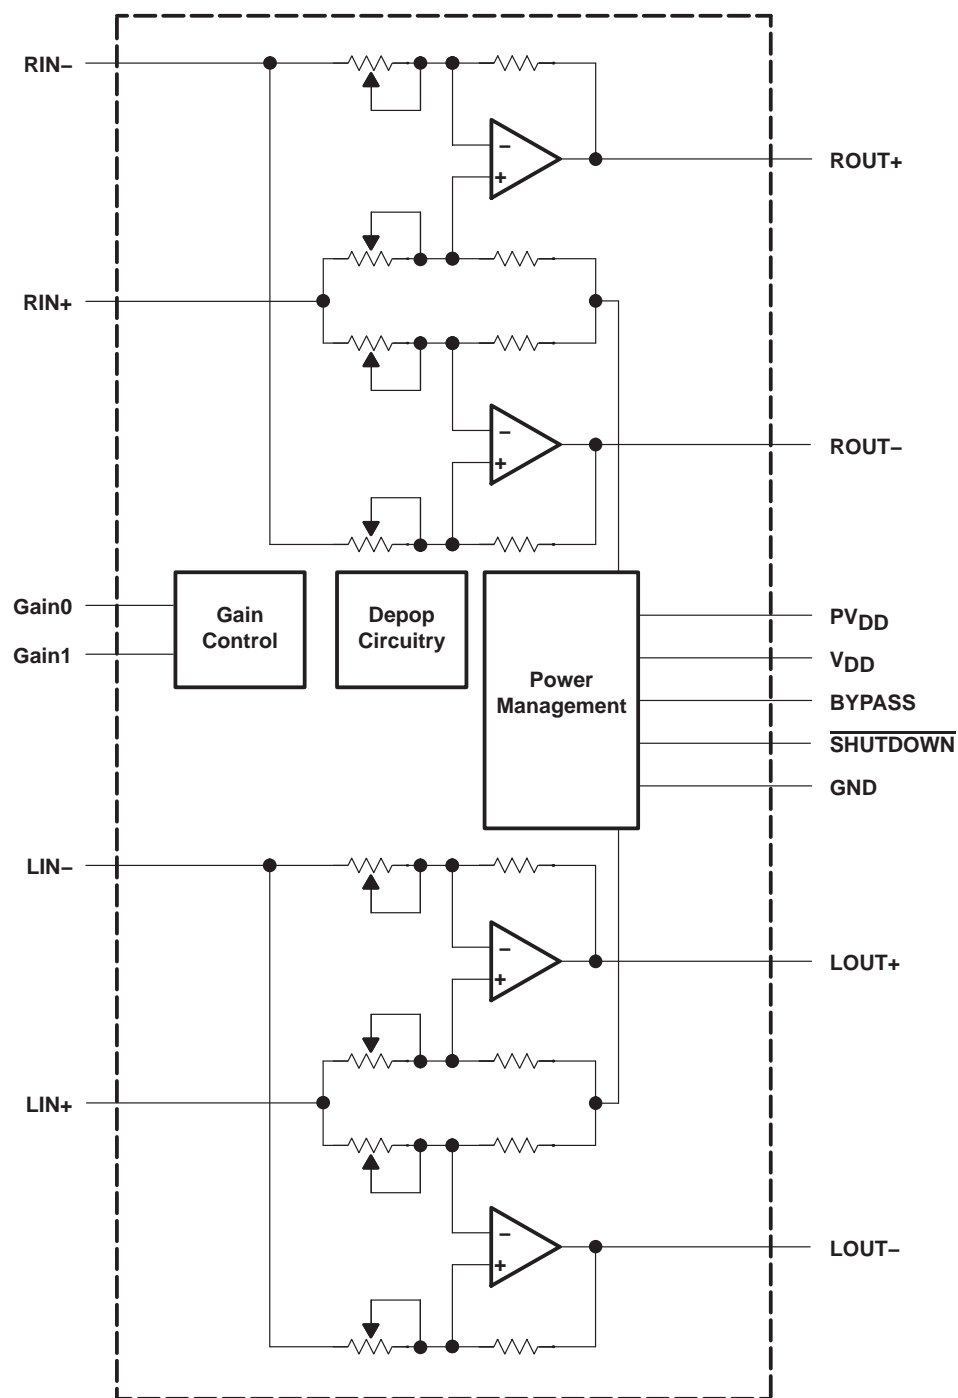 RIN−
−
+
ROUT+
RIN+
−
+
ROUT−
Gain0
Gain1
Gain
Control
Depop
Circuitry
Power
Management
PVDD
VDD
BYPASS
SHUTDOWN
GND
LIN−
−
+
LOUT+
LIN+
−
+
LOUT−